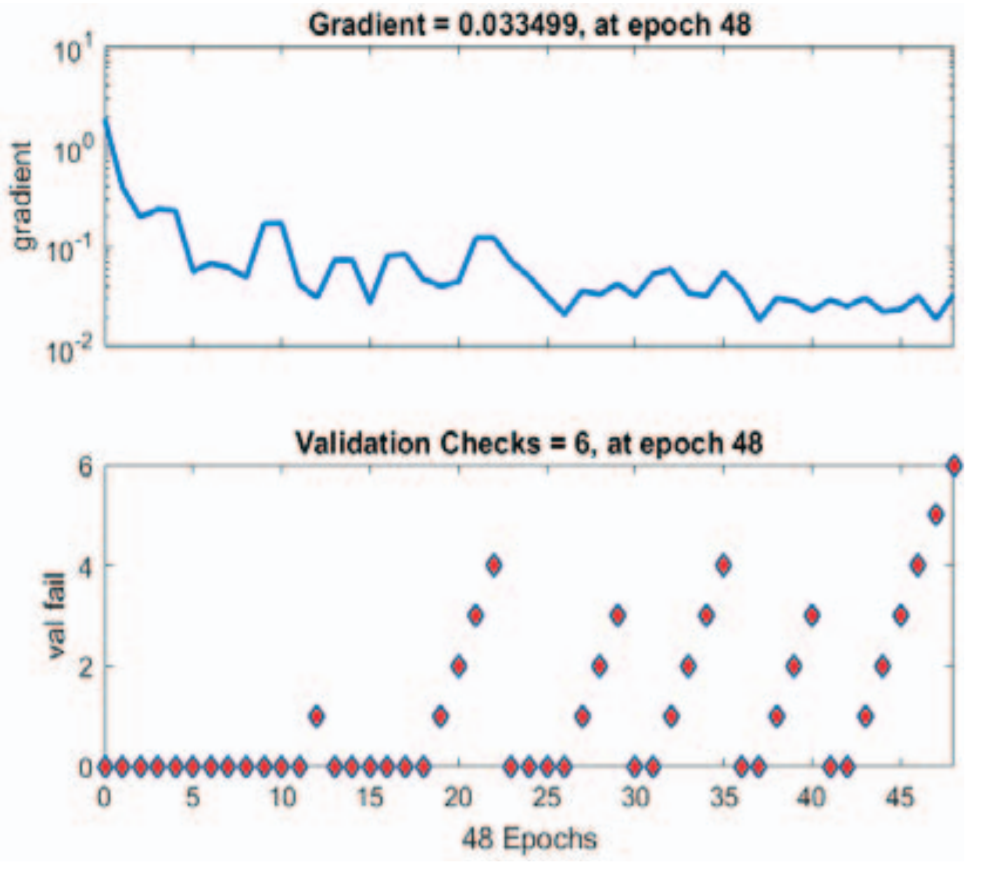 Gradient = 0.033499, at epoch 48
10^1
10^0
10^-1
10^-2
gradient
Validation Checks = 6, at epoch 48
6
4
2
0
val fail
0 5 10 15 20 25 30 35 40 45
48 Epochs